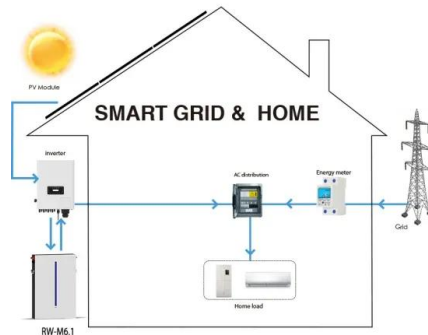 PV Module
SMART GRID & HOME
Inverter
AC distribution
Energy meter
Grid
Home load
RW-M6.1